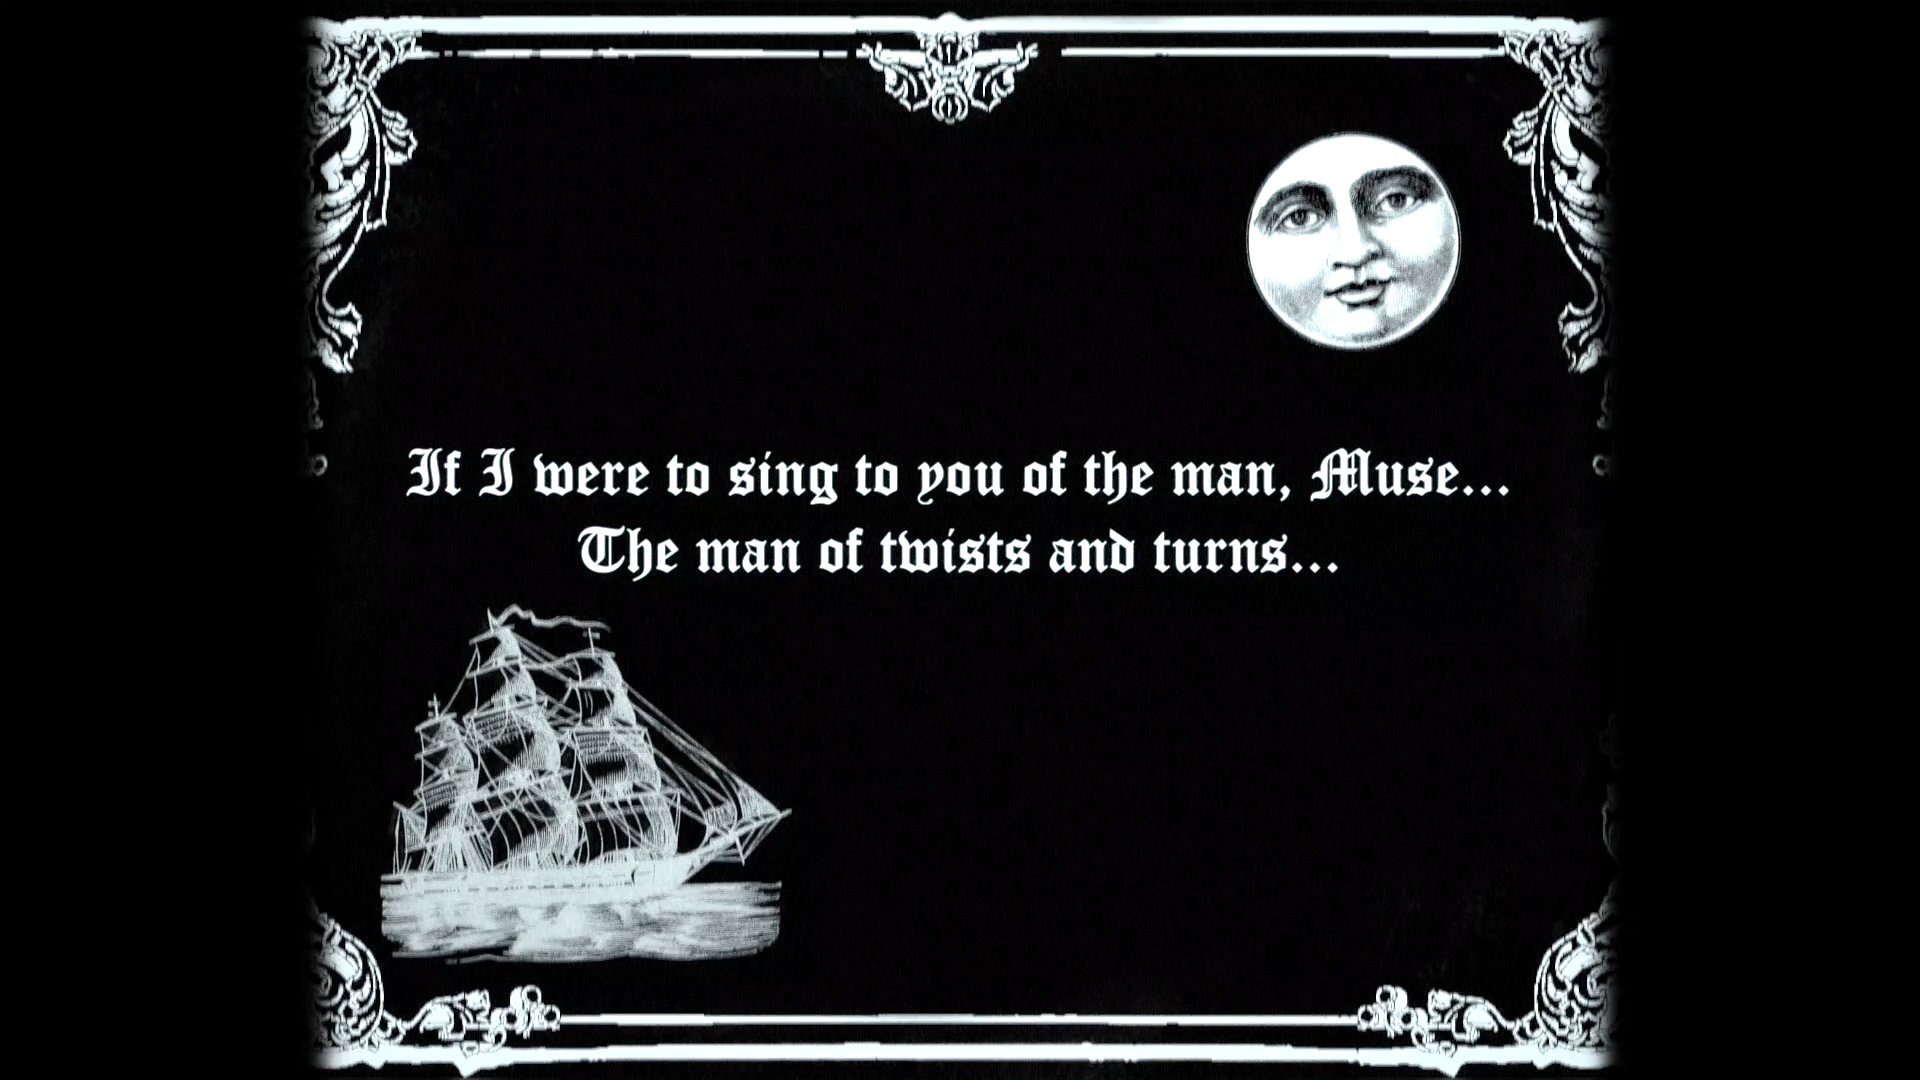 If I were to sing to you of the man, Muse...
The man of twists and turns...